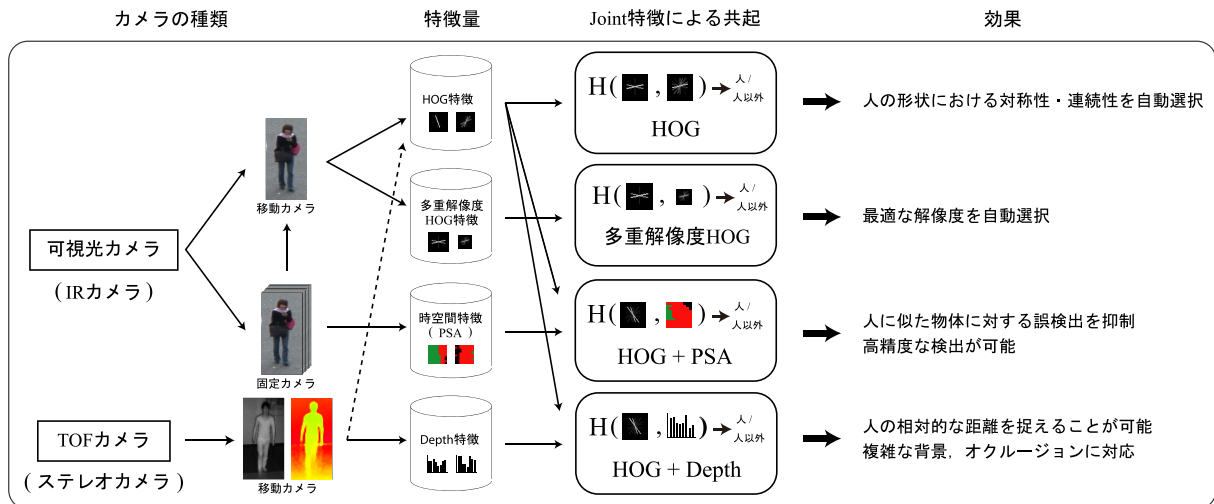 カメラの種類
特徴量
Joint特徴による共起
効果
可視光カメラ
( IRカメラ )
TOFカメラ
( ステレオカメラ )
移動カメラ
固定カメラ
移動カメラ
HOG特徴
多重解像度
HOG特徴
時空間特徴
( PSA )
Depth特徴
H( , ) 人 /
人以外
HOG
H( , ) 人 /
人以外
多重解像度HOG
H( , ) 人 /
人以外
HOG + PSA
H( , ) 人 /
人以外
HOG + Depth
人の形状における対称性・連続性を自動選択
最適な解像度を自動選択
人に似た物体に対する誤検出を抑制
高精度な検出が可能
人の相対的な距離を捉えることが可能
複雑な背景，オクルージョンに対応